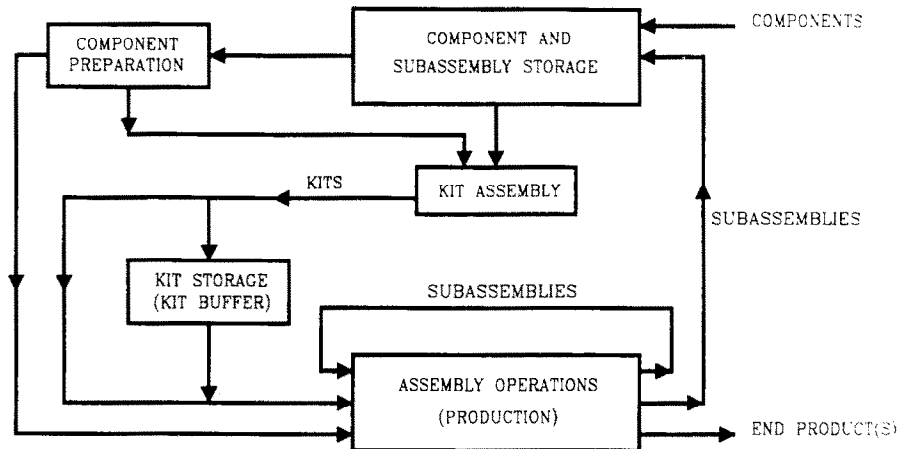 COMPONENTS
COMPONENT
PREPARATION
COMPONENT AND
SUBASSEMBLY STORAGE
KITS
KIT ASSEMBLY
SUBASSEMBLIES
KIT STORAGE
(KIT BUFFER)
SUBASSEMBLIES
ASSEMBLY OPERATIONS
(PRODUCTION)
END PRODUCT(S)